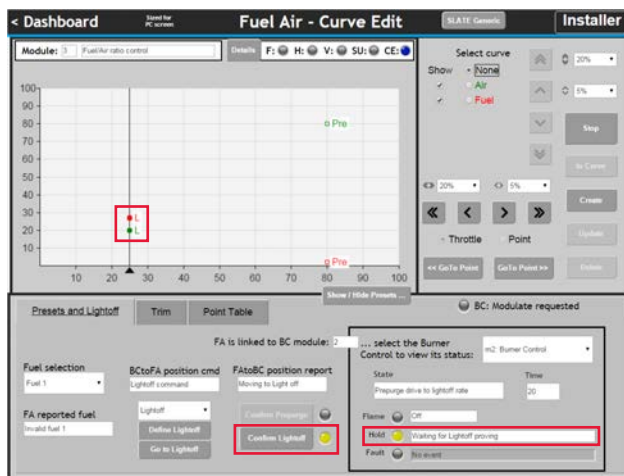 < Dashboard
Sized for
PC screen
Fuel Air - Curve Edit
SLATE Generic
Installer
Module: 3 Fuel/Air ratio control
Details
F: H: V: SU: CE:
100
90
80
70
60
50
40
30
20
10
10 20 30 40 50 60 70 80 90 100
Pre
L
L
Pre
Select curve
Show
None
Air
Fuel
20%
5%
Stop
In Curve
Create
Update
Delete
20%
5%
Throttle Point
<< GoTo Point
GoTo Point>>
Show / Hide Presets ...
Presets and Lightoff
Trim
Point Table
BC: Modulate requested
FA is linked to BC module: 2
... select the Burner
Control to view its status:
m2: Burner Control
Fuel selection
Fuel 1
BCtoFA position cmd
Lightoff command
FAtoBC position report
Moving to Light off
State
Prepurge drive to lightoff rate
Time
20
FA reported fuel
Invalid fuel 1
Lightoff
Define Lightoff
Go to Lightoff
Confirm Prepurge
Confirm Lightoff
Flame Off
Hold Waiting for Lightoff proving
Fault No event